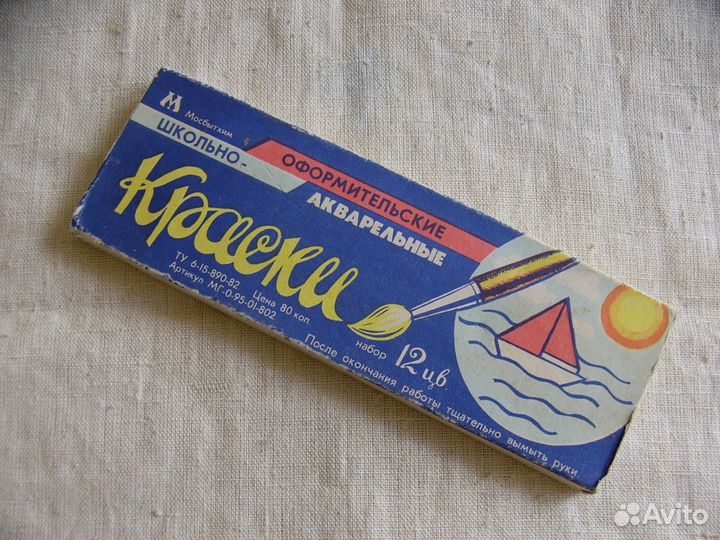 М
Мосбытхим
ШКОЛЬНО-
ОФОРМИТЕЛЬСКИЕ
АКВАРЕЛЬНЫЕ
Краски
ТУ 6-15-890-82 Цена 80 коп.
Артикул МГ-0-95-01-802
набор 12 цв.
После окончания работы тщательно вымыть руки
Avito